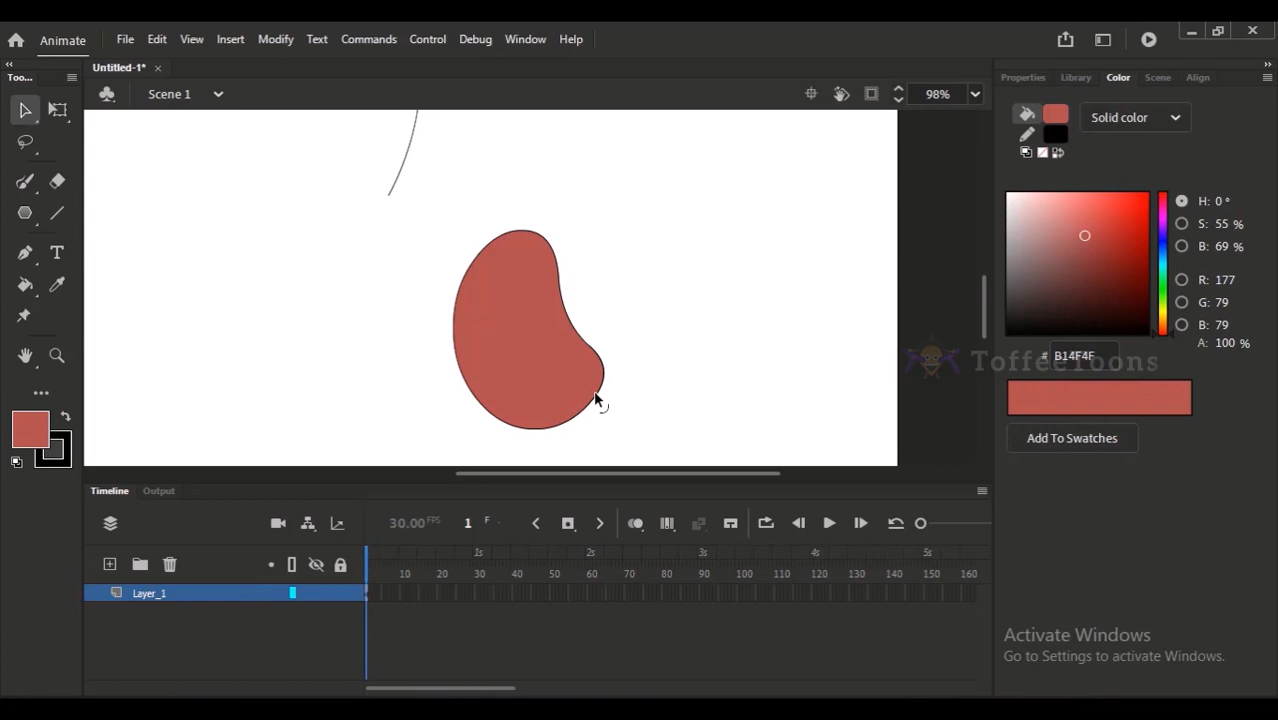 Animate File Edit View Insert Modify Text Commands Control Debug Window Help
Too...
Untitled-1* ×
Properties Library Color Scene Align
Scene 1
98%
Solid color
H: 0 °
S: 55 %
B: 69 %
R: 177
G: 79
B: 79
A: 100 %
# B14F4F
ToffeeToons
Add To Swatches
Timeline Output
30.00 FPS 1 F
1s 2s 3s 4s 5s
10 20 30 40 50 60 70 80 90 100 110 120 130 140 150 160
Layer_1
Activate Windows
Go to Settings to activate Windows.